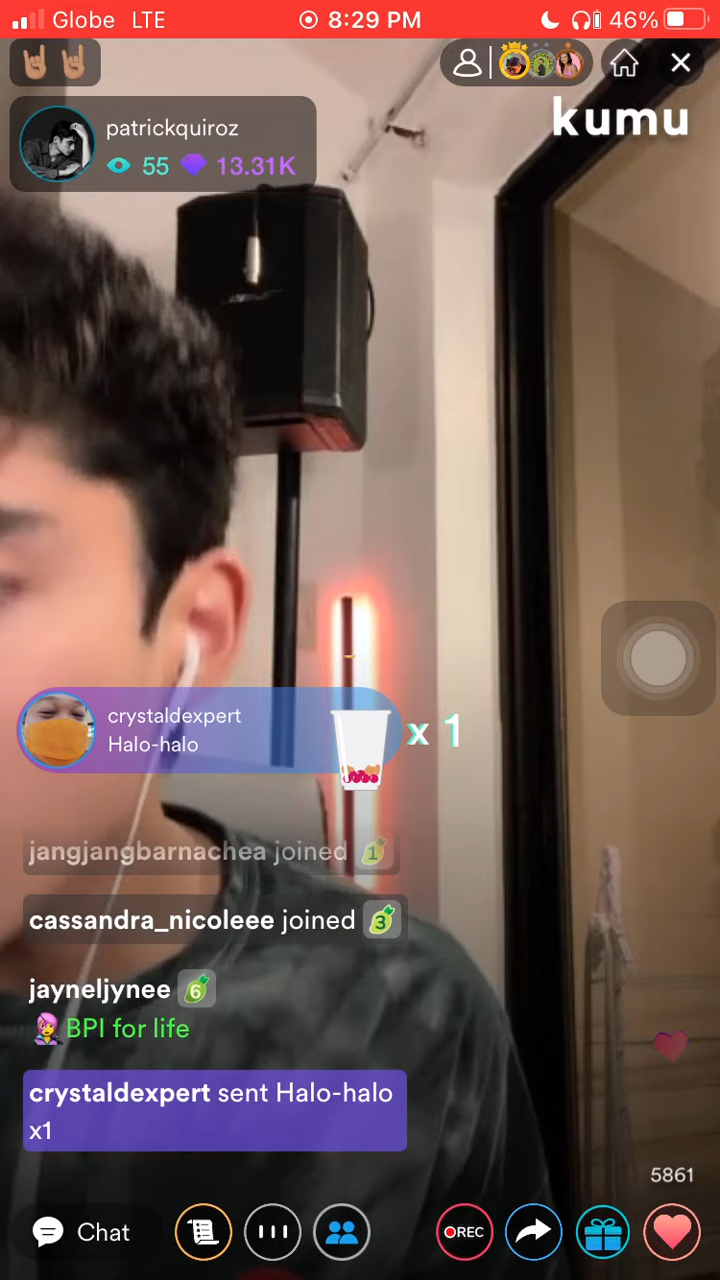 Globe LTE 8:29 PM 46%
kumu
patrickquiroz
55 13.31K
crystaldexpert
Halo-halo
x 1
jangjangbarnachea joined 1
cassandra_nicoleee joined 3
jayneljynee 6
BPI for life
crystaldexpert sent Halo-halo
x1
5861
Chat
REC